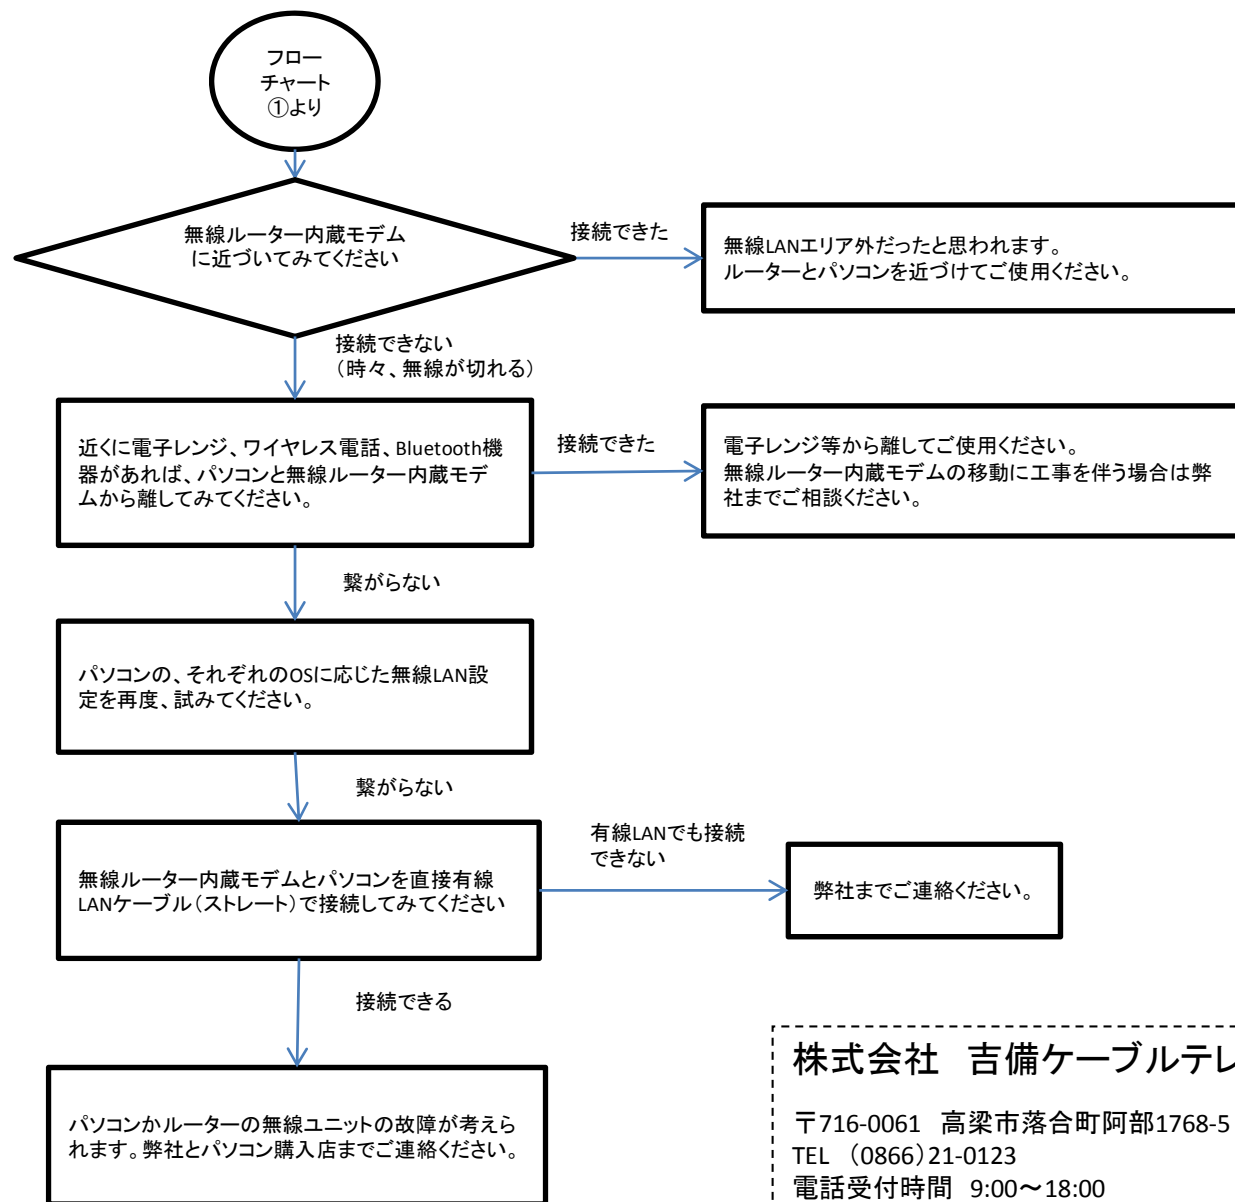 フロー
チャート
①より
無線ルーター内蔵モデム
に近づいてみてください
接続できた
無線LANエリア外だったと思われます。
ルーターとパソコンを近づけてご使用ください。
接続できない
（時々、無線が切れる）
近くに電子レンジ、ワイヤレス電話、Bluetooth機
器があれば、パソコンと無線ルーター内蔵モデ
ムから離してみてください。
接続できた
電子レンジ等から離してご使用ください。
無線ルーター内蔵モデムの移動に工事を伴う場合は弊
社までご相談ください。
繋がらない
パソコンの、それぞれのOSに応じた無線LAN設
定を再度、試みてください。
繋がらない
無線ルーター内蔵モデムとパソコンを直接有線
LANケーブル（ストレート）で接続してみてください
有線LANでも接続
できない
弊社までご連絡ください。
接続できる
パソコンかルーターの無線ユニットの故障が考えら
れます。弊社とパソコン購入店までご連絡ください。
株式会社　吉備ケーブルテレ
〒716-0061　高梁市落合町阿部1768-5
TEL （0866）21-0123
電話受付時間 9:00～18:00